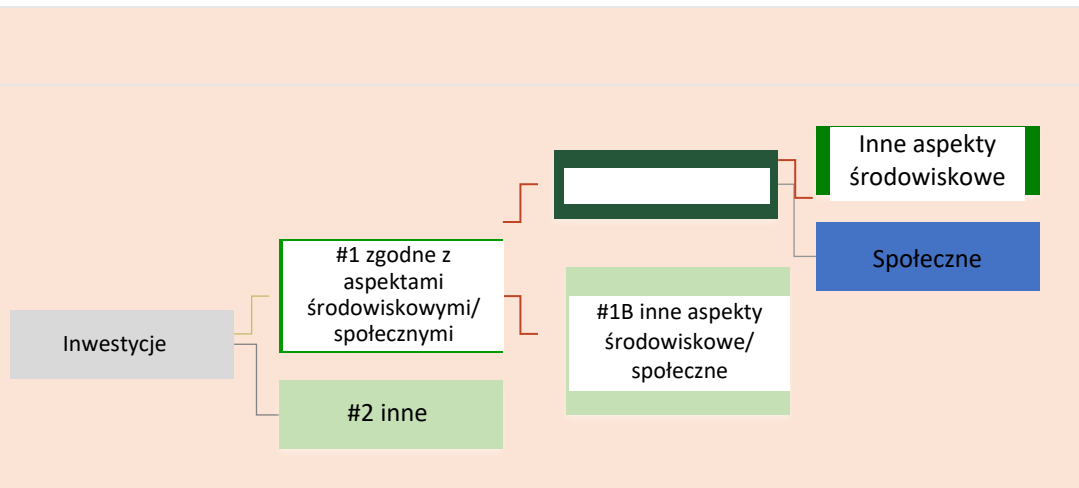 Inne aspekty
środowiskowe
Społeczne
#1 zgodne z
aspektami
środowiskowymi/
społecznymi
#1B inne aspekty
środowiskowe/
społeczne
Inwestycje
#2 inne